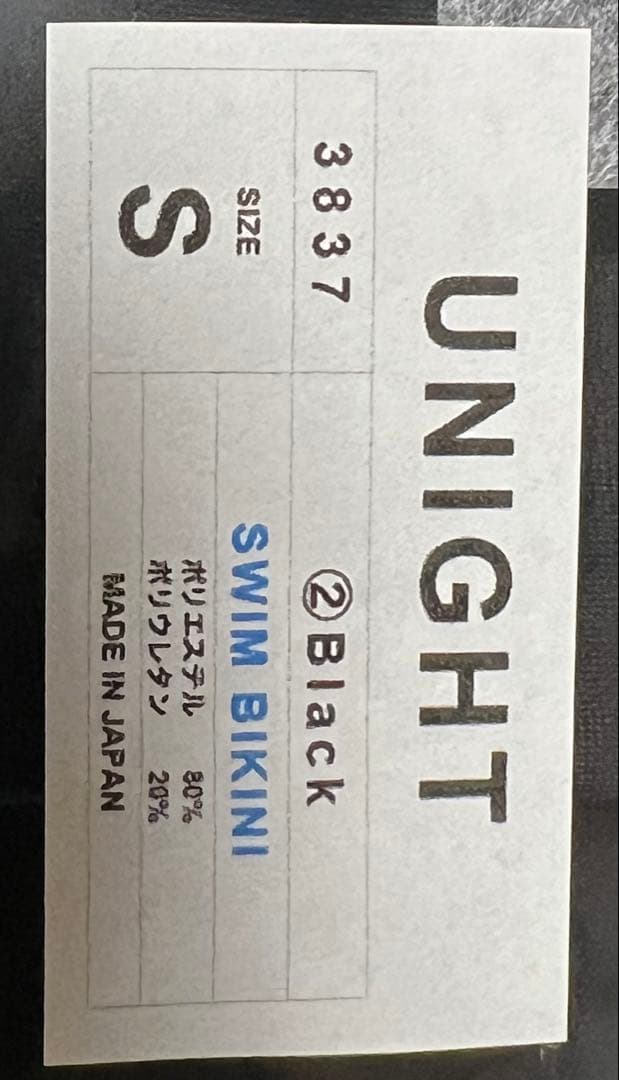 UNIGHT
3837
②Black
SIZE
S
SWIM BIKINI
ポリエステル 80%
ポリウレタン 20%
MADE IN JAPAN